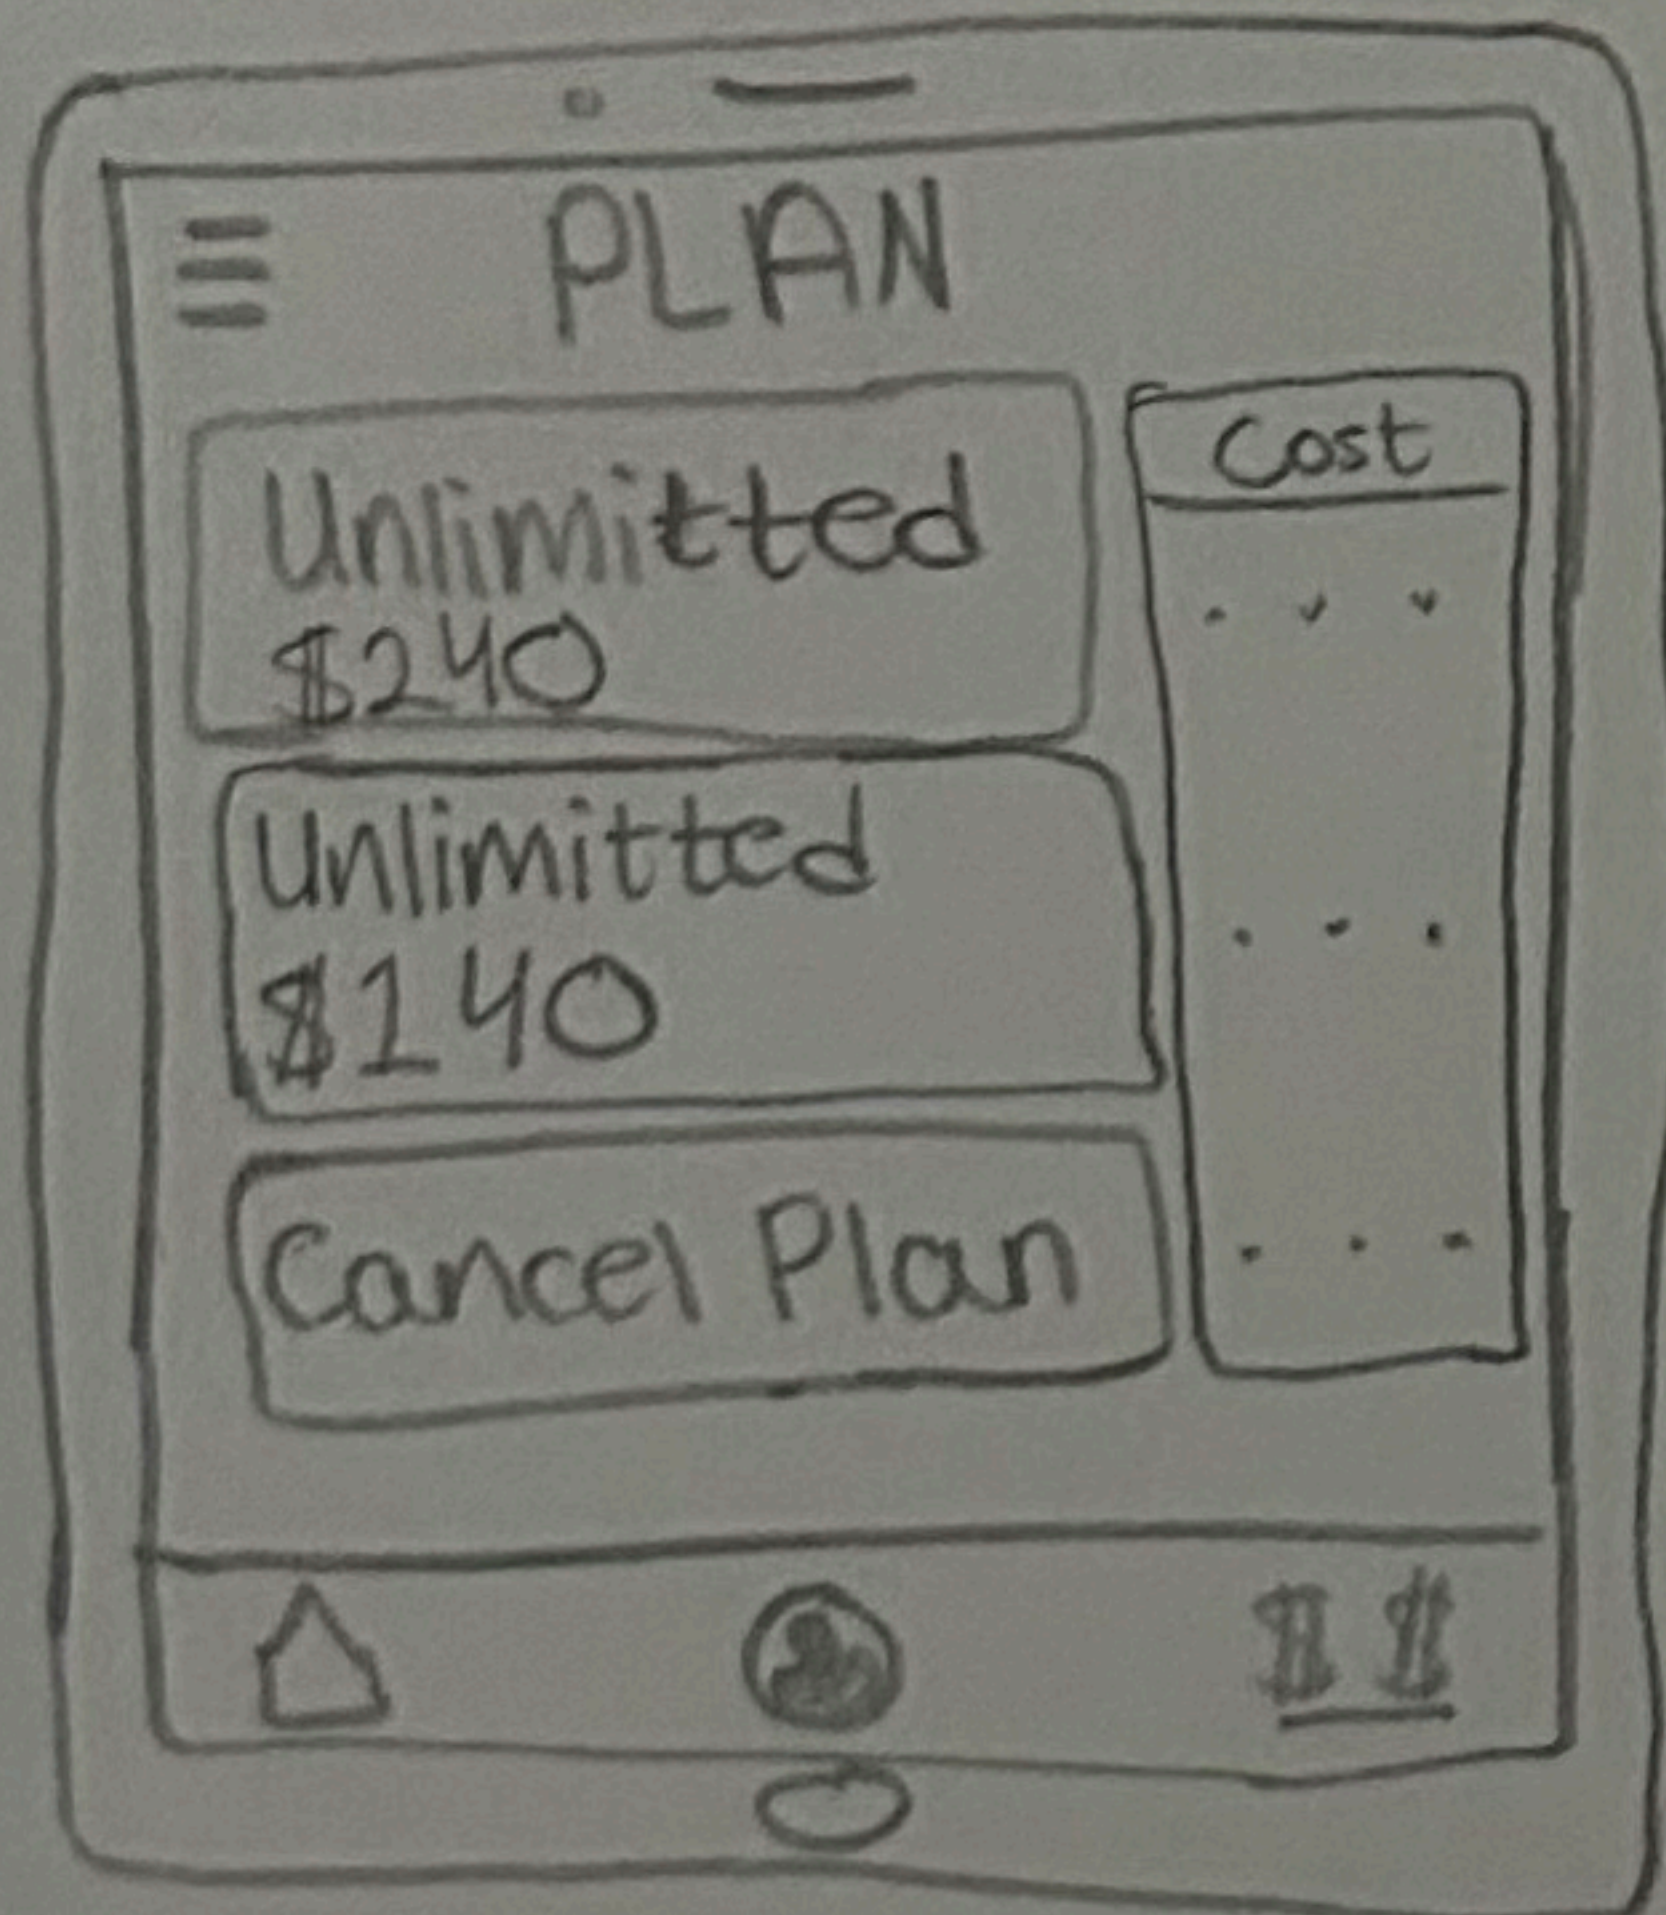 PLAN
Unlimitted
$240
Cost
. . .
Unlimitted
$140
. . .
Cancel Plan
. . .
$ $